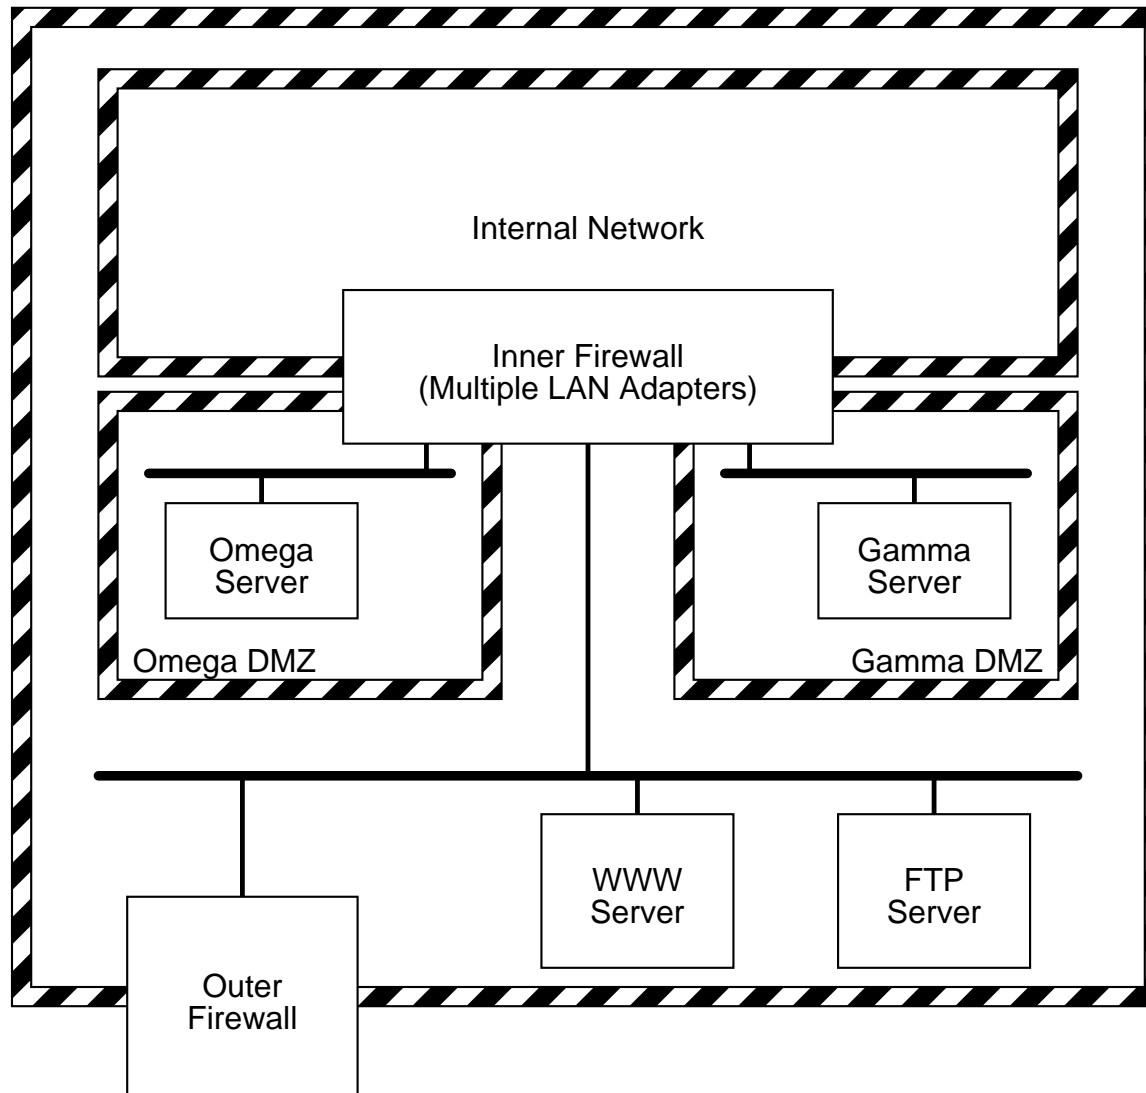 Internal Network
Inner Firewall
(Multiple LAN Adapters)
Omega
Server
Omega DMZ
Gamma
Server
Gamma DMZ
WWW
Server
FTP
Server
Outer
Firewall